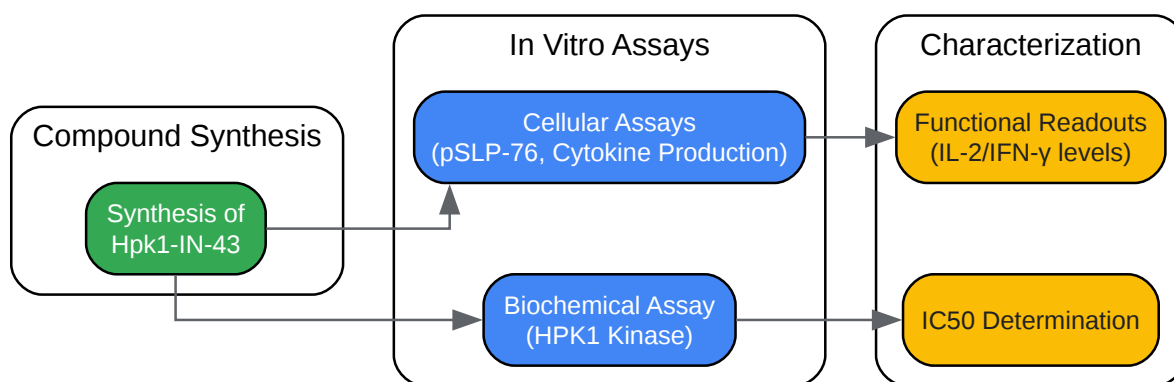 Compound Synthesis
Synthesis of
Hpk1-IN-43
In Vitro Assays
Cellular Assays
(pSLP-76, Cytokine Production)
Biochemical Assay
(HPK1 Kinase)
Characterization
Functional Readouts
(IL-2/IFN-γ levels)
IC50 Determination